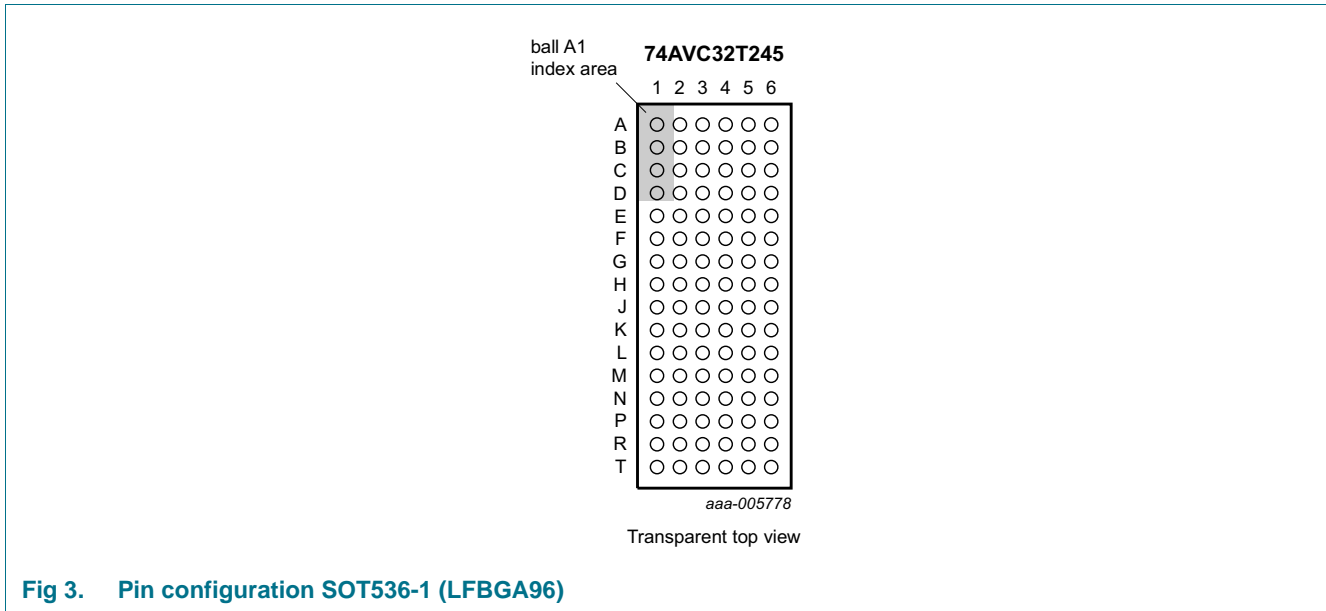 ball A1
index area
74AVC32T245
1 2 3 4 5 6
A
B
C
D
E
F
G
H
J
K
L
M
N
P
R
T
aaa-005778
Transparent top view
Fig 3. Pin configuration SOT536-1 (LFBGA96)